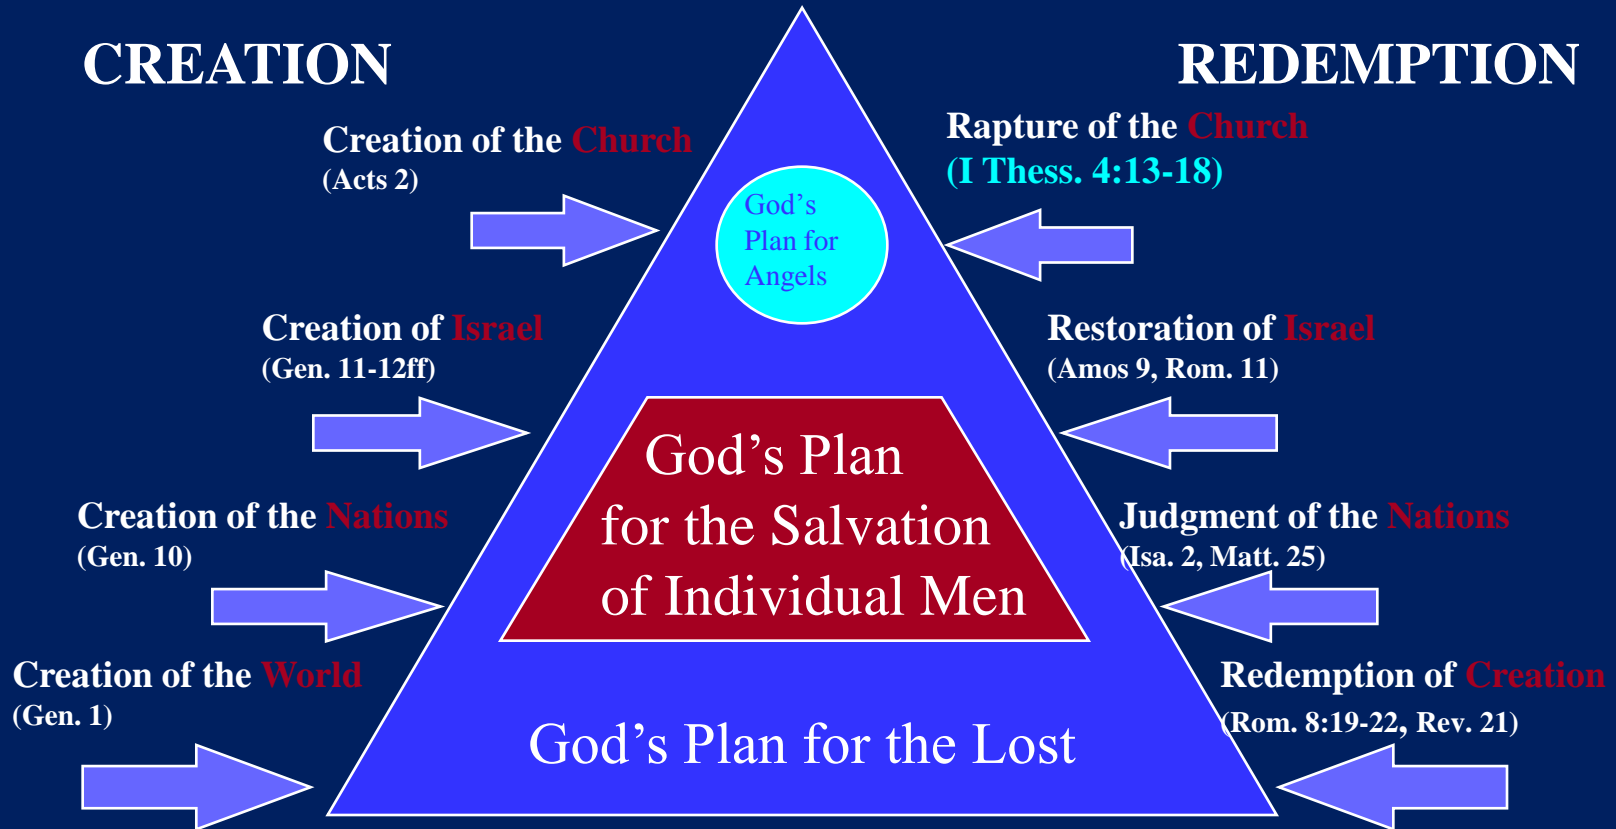 CREATION
REDEMPTION
Creation of the Church
(Acts 2)
Rapture of the Church
(I Thess. 4:13-18)
God’s
Plan for
Angels
Creation of Israel
(Gen. 11-12ff)
Restoration of Israel
(Amos 9, Rom. 11)
God’s Plan
for the Salvation
of Individual Men
Creation of the Nations
(Gen. 10)
Judgment of the Nations
(Isa. 2, Matt. 25)
Creation of the World
(Gen. 1)
Redemption of Creation
(Rom. 8:19-22, Rev. 21)
God’s Plan for the Lost